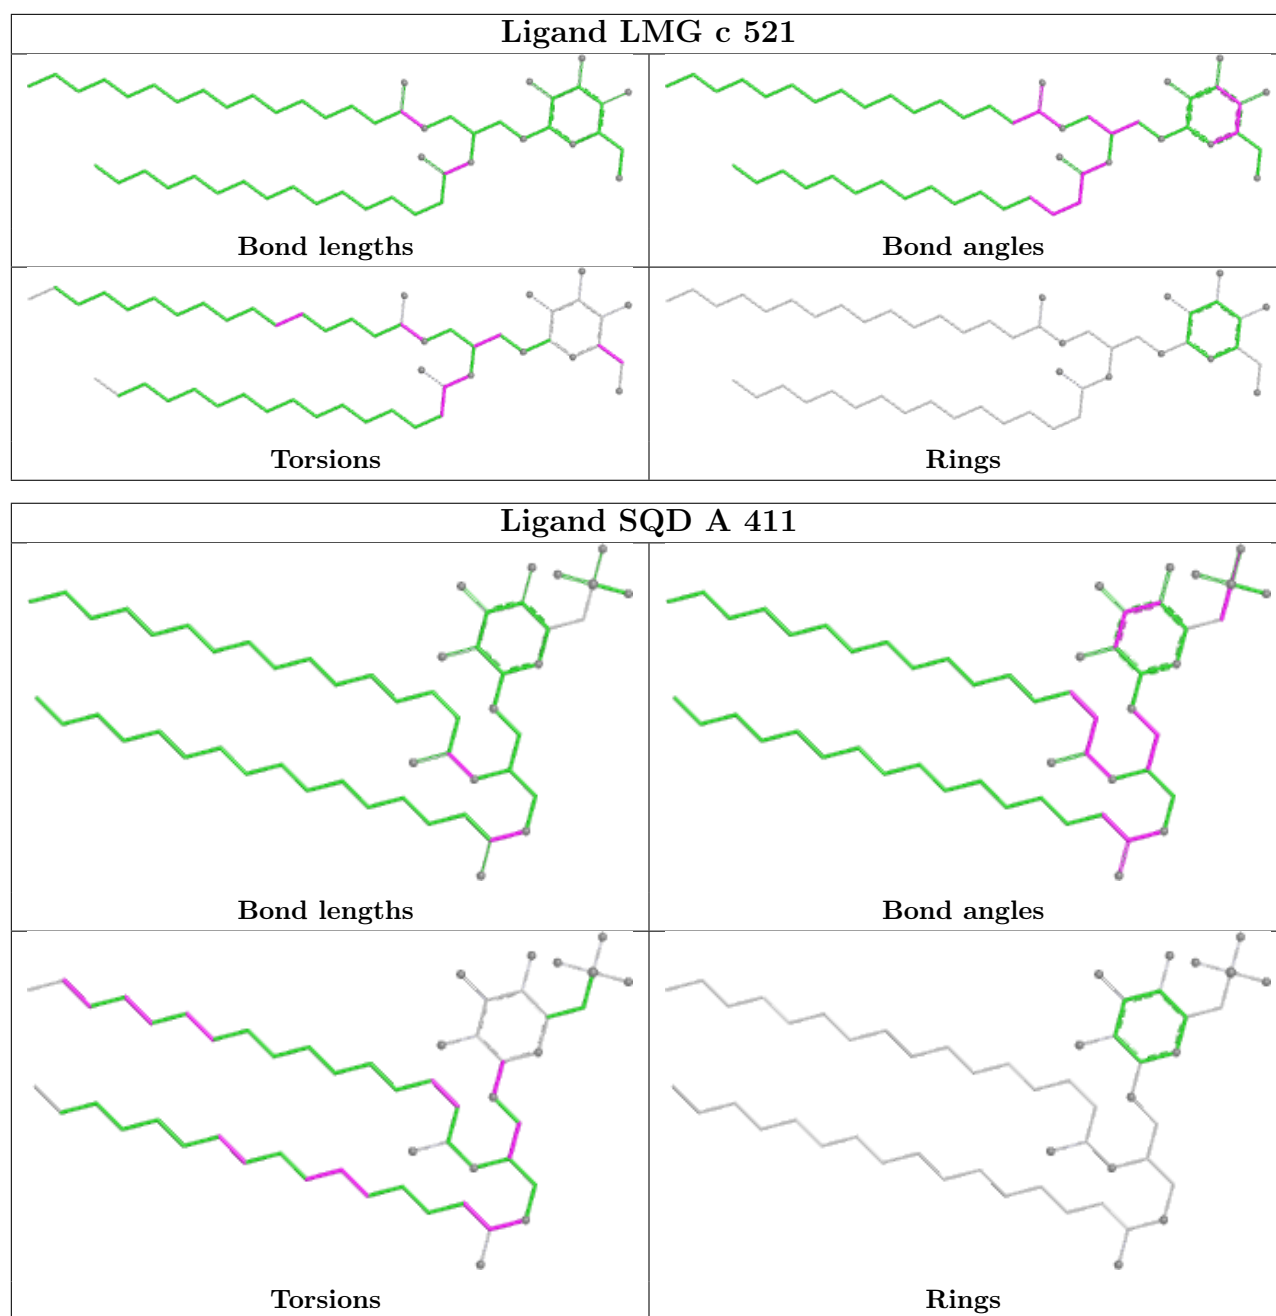 Ligand LMG c 521
Bond lengths
Bond angles
Torsions
Rings
Ligand SQD A 411
Bond lengths
Bond angles
Torsions
Rings